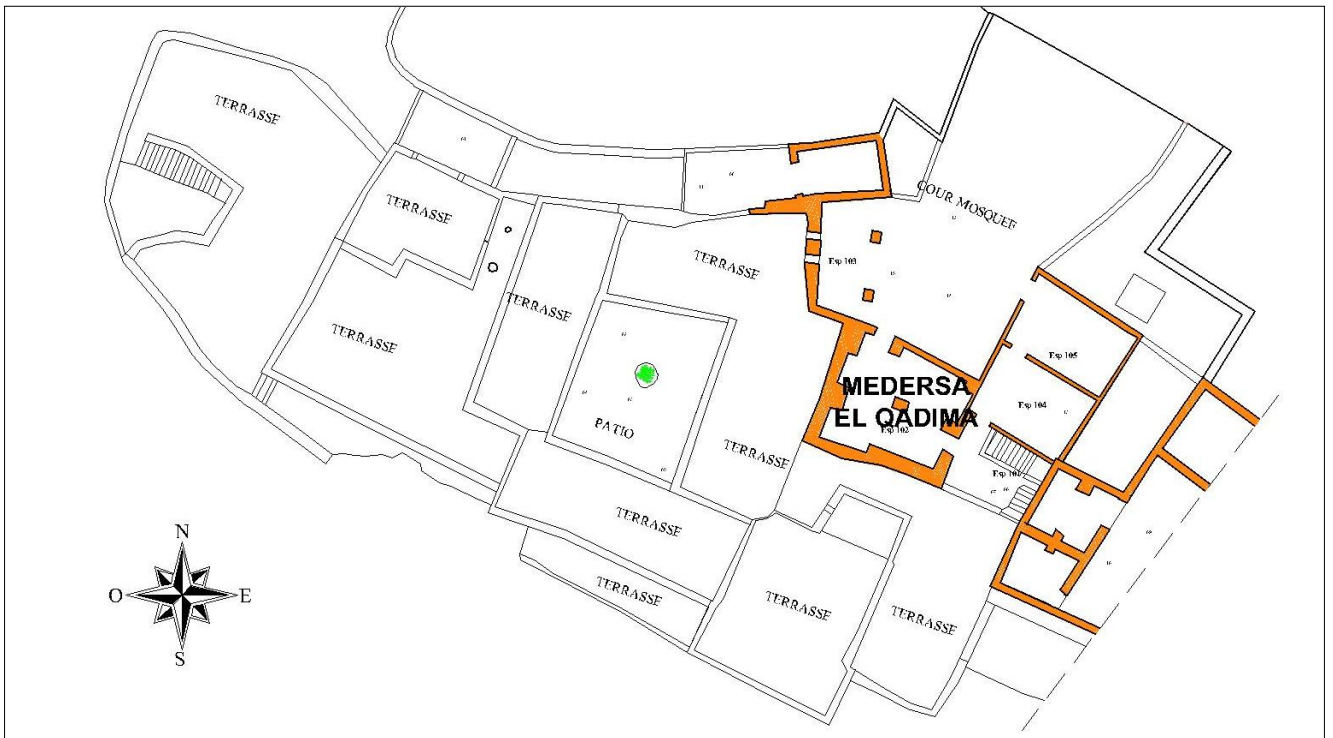 TERRASSE
TERRASSE
COUR MOSQUEE
TERRASSE
Esp 103
TERRASSE
TERRASSE
Esp 105
MEDERSA
EL QADIMA
Esp 104
PATIO
Esp 102
TERRASSE
TERRASSE
N
O
E
S
TERRASSE
TERRASSE
TERRASSE